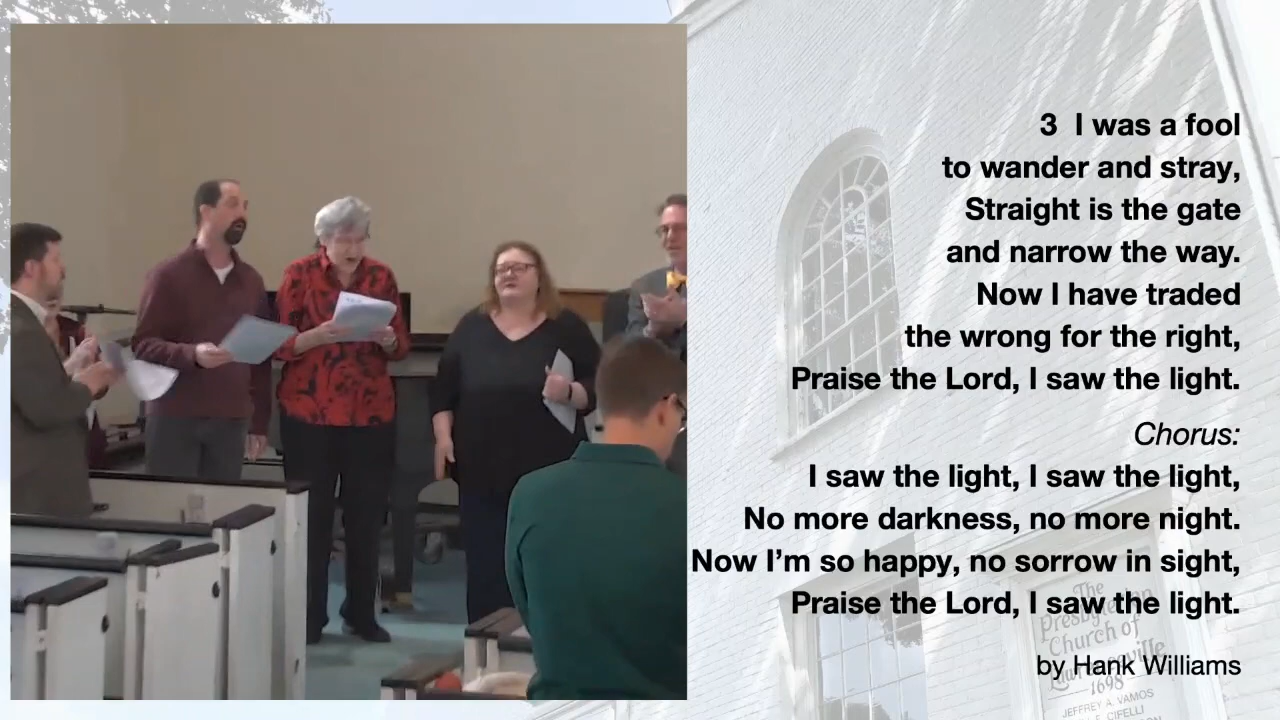 3 I was a fool
to wander and stray,
Straight is the gate
and narrow the way.
Now I have traded
the wrong for the right,
Praise the Lord, I saw the light.
Chorus:
I saw the light, I saw the light,
No more darkness, no more night.
Now I’m so happy, no sorrow in sight,
Praise the Lord, I saw the light.
by Hank Williams
The
Presbyterian
Church of
Lawrenceville
1698
JEFFREY A. VAMOS
CIFELLI